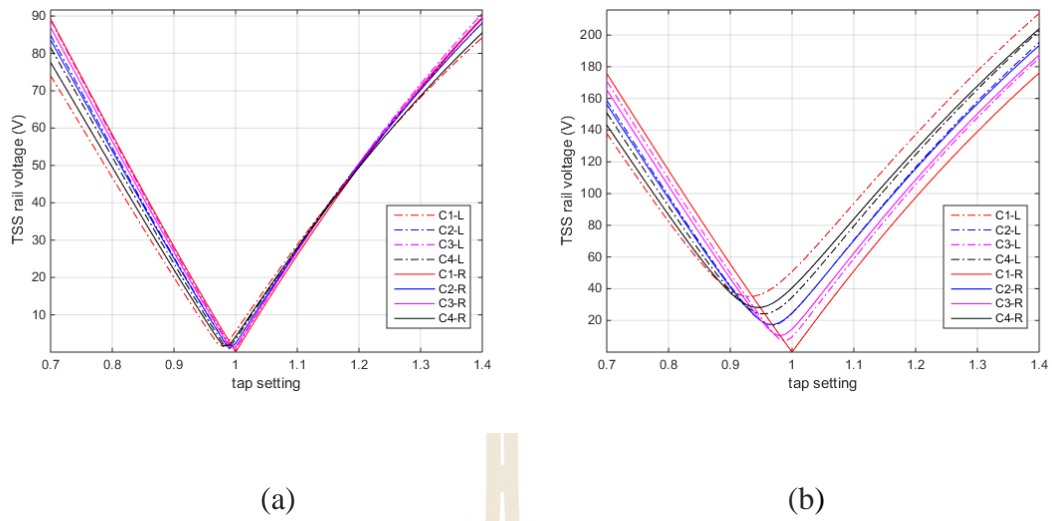 90
80
70
60
50
40
30
20
10
0.7 0.8 0.9 1 1.1 1.2 1.3 1.4
TSS rail voltage (V)
tap setting
C1-L
C2-L
C3-L
C4-L
C1-R
C2-R
C3-R
C4-R
200
180
160
140
120
100
80
60
40
20
0.7 0.8 0.9 1 1.1 1.2 1.3 1.4
TSS rail voltage (V)
tap setting
C1-L
C2-L
C3-L
C4-L
C1-R
C2-R
C3-R
C4-R
(a) (b)